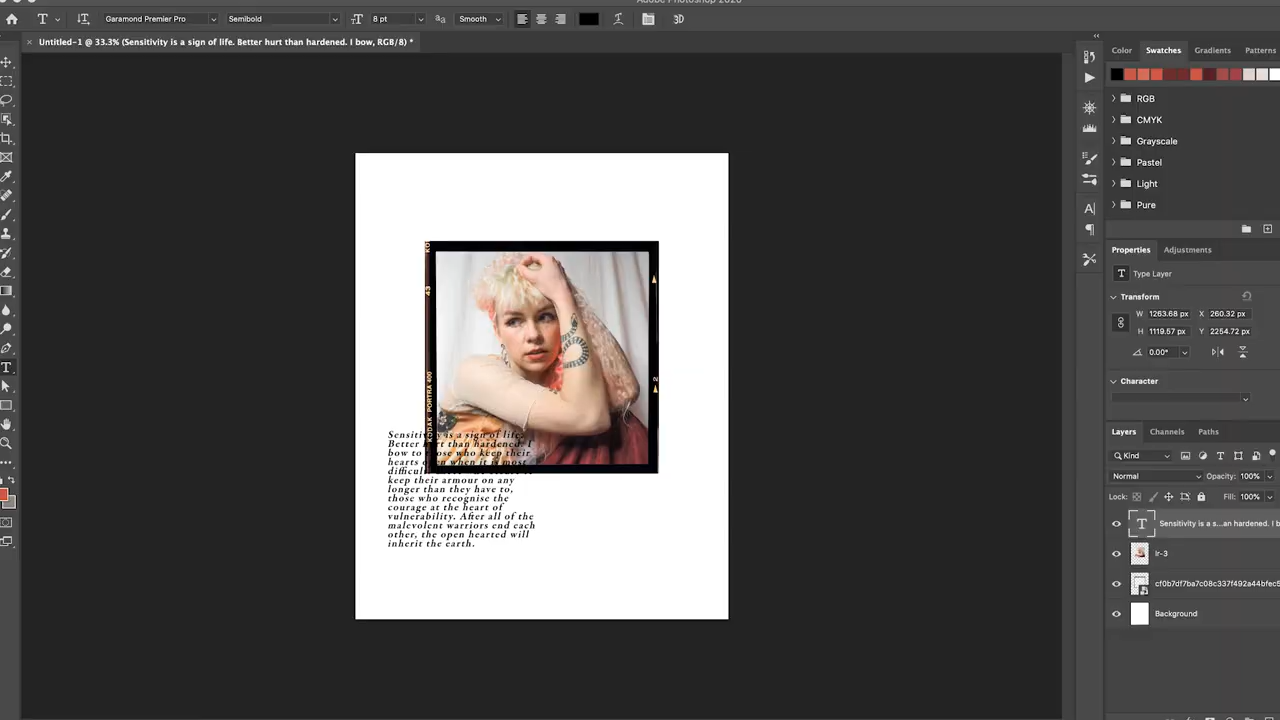 Adobe Photoshop 2020
Garamond Premier Pro Semibold 8 pt Smooth 3D
Untitled-1 @ 33.3% (Sensitivity is a sign of life. Better hurt than hardened. I bow, RGB/8) *
Color Swatches Gradients Patterns
RGB
CMYK
Grayscale
Pastel
Light
Pure
Properties Adjustments
T Type Layer
Transform
W 1263.68 px X 260.32 px
H 1119.57 px Y 2254.72 px
0.00°
Character
Layers Channels Paths
Kind
Normal Opacity: 100%
Lock: Fill: 100%
Sensitivity is a s...an hardened. I b
lr-3
cf0b7df7ba7c08c337f492a44bfec5
Background
43
KODAK PORTRA 400
2
Sensitivity is a sign of life.
Better hurt than hardened. I
bow to those who keep their
hearts open when it is most
difficult,
keep their armour on any
longer than they have to,
those who recognise the
courage at the heart of
vulnerability. After all of the
malevolent warriors end each
other, the open hearted will
inherit the earth.